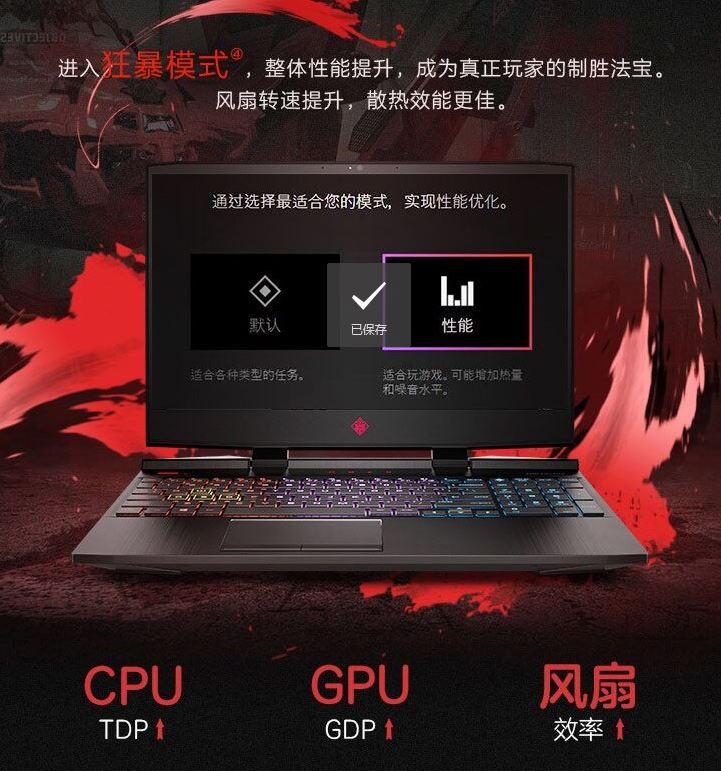 进入狂暴模式④，整体性能提升，成为真正玩家的制胜法宝。
风扇转速提升，散热效能更佳。
通过选择最适合您的模式，实现性能优化。
默认
已保存
性能
适合各种类型的任务。
适合玩游戏。可能增加热量
和噪音水平。
CPU
TDP
GPU
GDP
风扇
效率